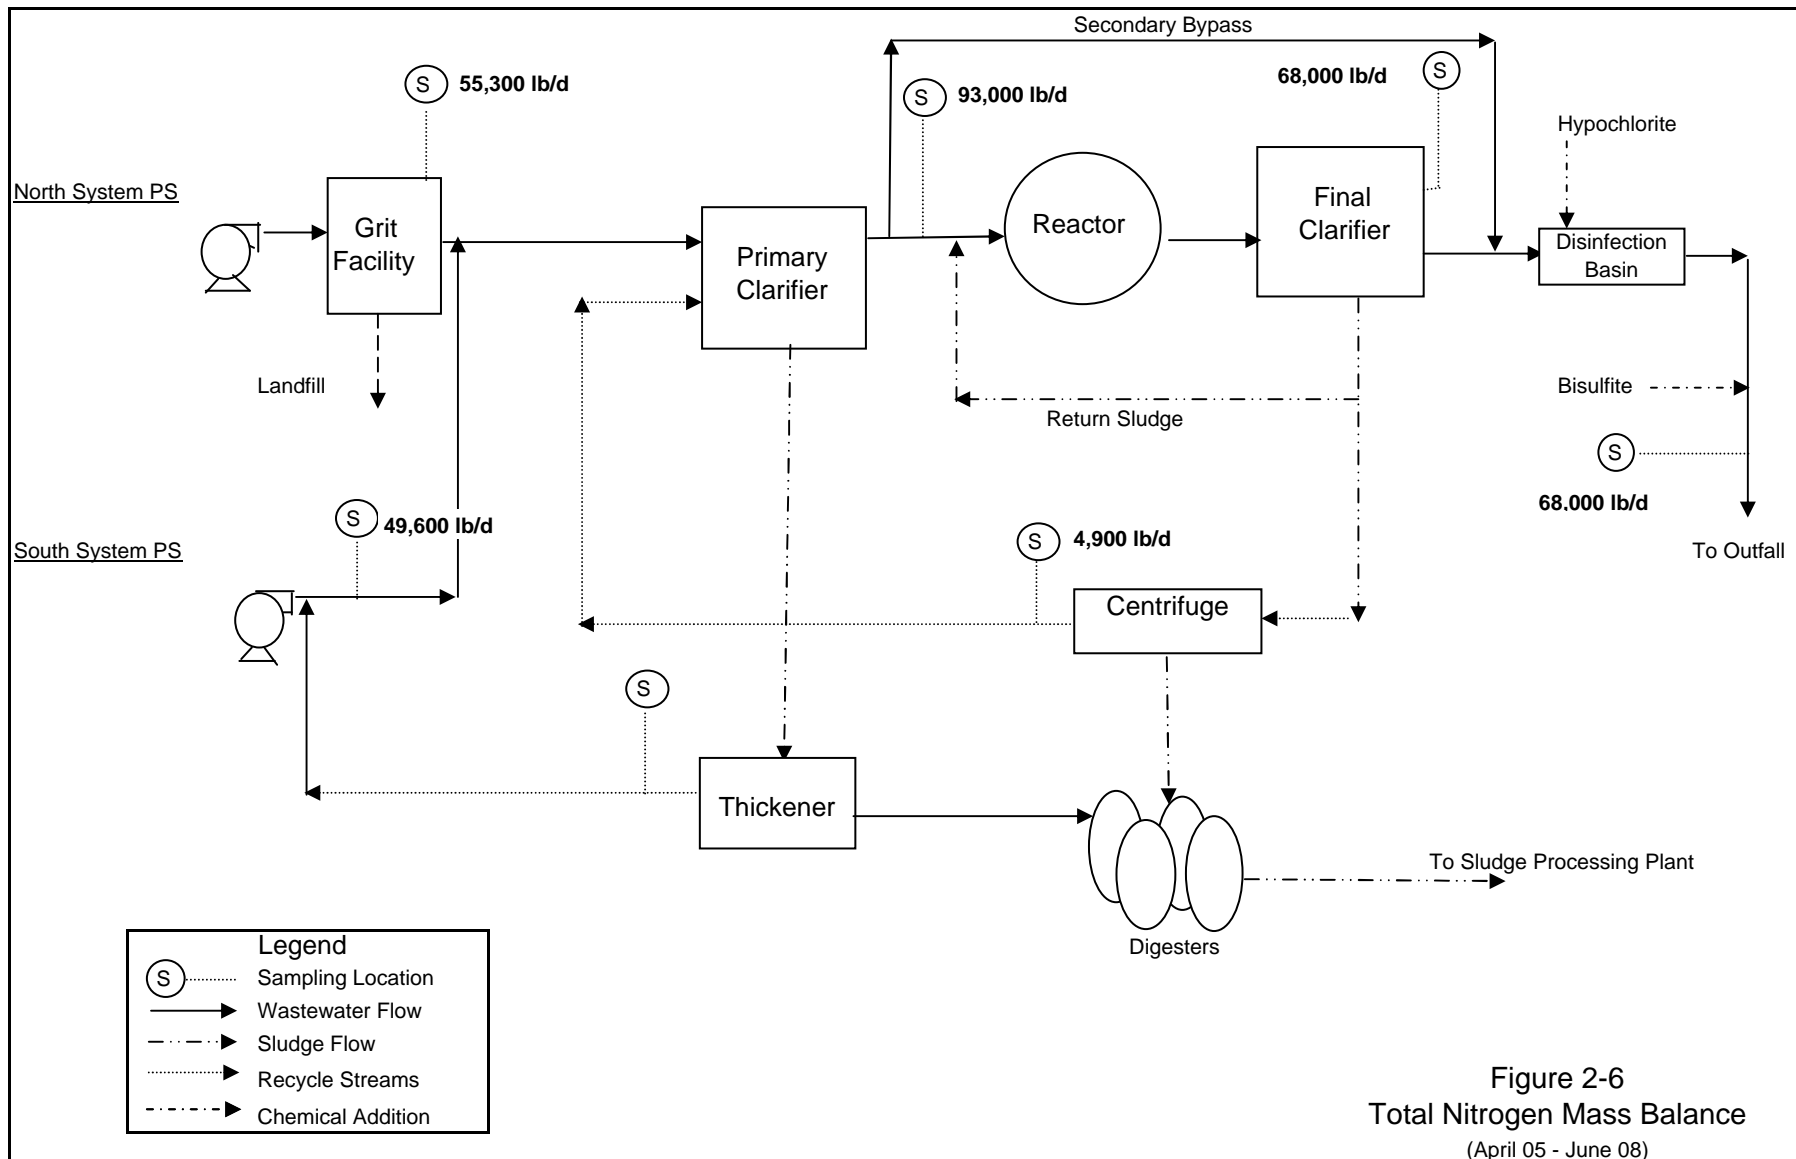 Secondary Bypass
S
55,300 lb/d
S
93,000 lb/d
68,000 lb/d
S
Hypochlorite
North System PS
Grit
Facility
Primary
Clarifier
Reactor
Final
Clarifier
Disinfection
Basin
Landfill
Return Sludge
Bisulfite
S
68,000 lb/d
To Outfall
S
49,600 lb/d
South System PS
S
4,900 lb/d
Centrifuge
S
Thickener
To Sludge Processing Plant
Digesters
Legend
S
Sampling Location
Wastewater Flow
Sludge Flow
Recycle Streams
Chemical Addition
Figure 2-6
Total Nitrogen Mass Balance
(April 05 - June 08)